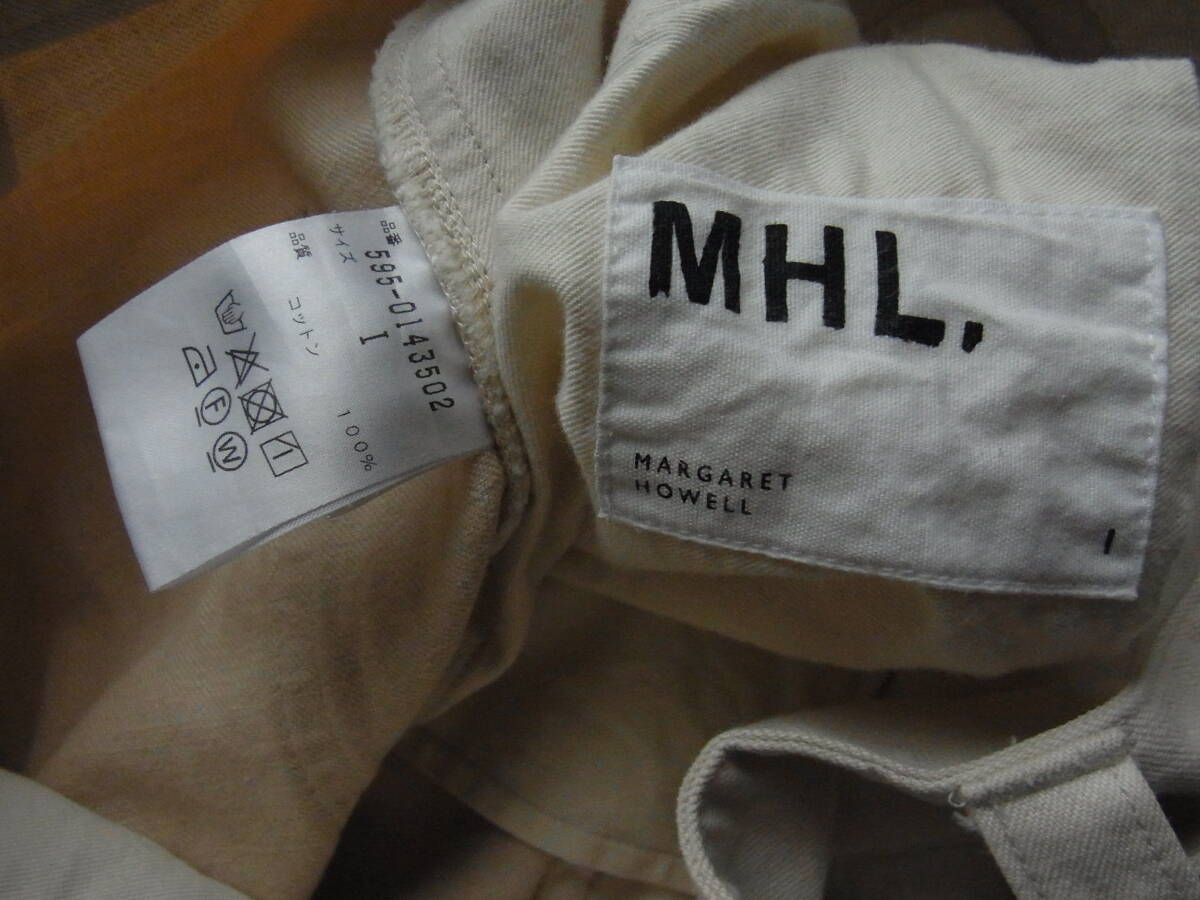 品番 595-0143502
サイズ I
品質 コットン 100%
F W
MHL.
MARGARET
HOWELL
I